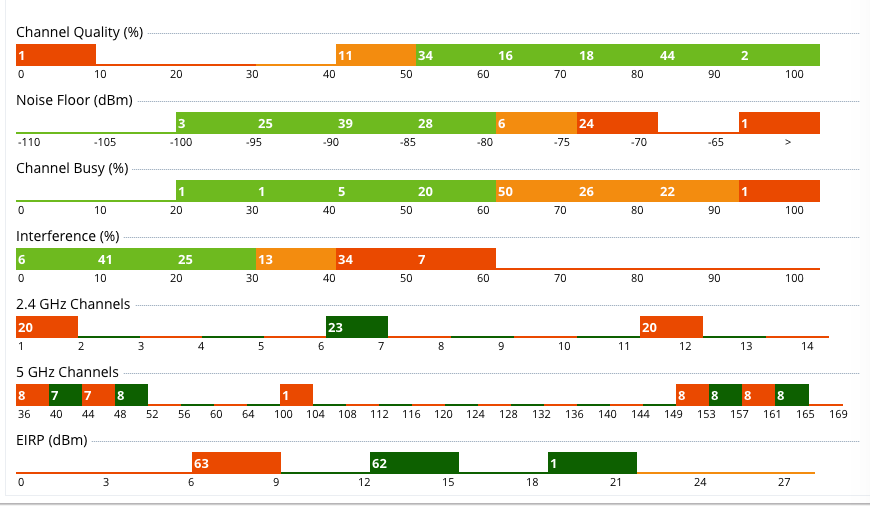 Channel Quality (%)
1 11 34 16 18 44 2
0 10 20 30 40 50 60 70 80 90 100
Noise Floor (dBm)
3 25 39 28 6 24 1
-110 -105 -100 -95 -90 -85 -80 -75 -70 -65 >
Channel Busy (%)
1 1 5 20 50 26 22 1
0 10 20 30 40 50 60 70 80 90 100
Interference (%)
6 41 25 13 34 7
0 10 20 30 40 50 60 70 80 90 100
2.4 GHz Channels
20 23 20
1 2 3 4 5 6 7 8 9 10 11 12 13 14
5 GHz Channels
8 7 7 8 1 8 8 8 8
36 40 44 48 52 56 60 64 100 104 108 112 116 120 124 128 132 136 140 144 149 153 157 161 165 169
EIRP (dBm)
63 62 1
0 3 6 9 12 15 18 21 24 27